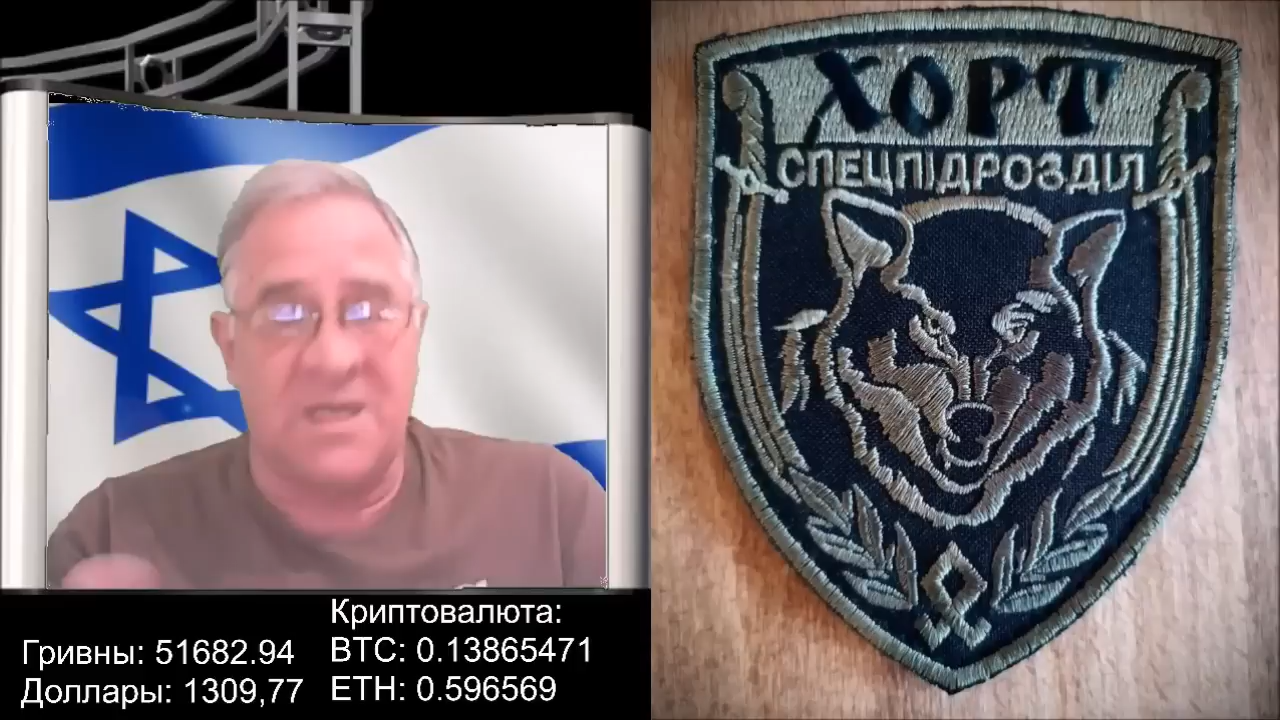 Гривны: 51682.94
Доллары: 1309,77
Криптовалюта:
BTC: 0.13865471
ETH: 0.596569
ХОРТ
СПЕЦПІДРОЗДІЛ